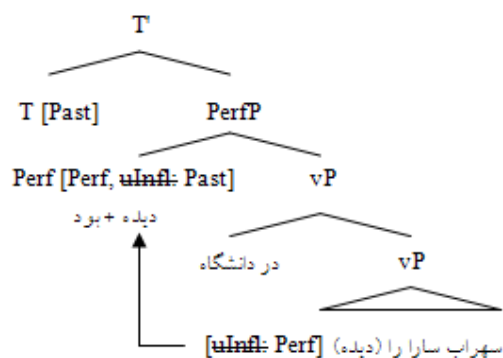 T'
T [Past] PerfP
Perf [Perf, uInfl: Past] vP
دیده + بود
در دانشگاه vP
[uInfl: Perf] سهراب سارا را (دیده)